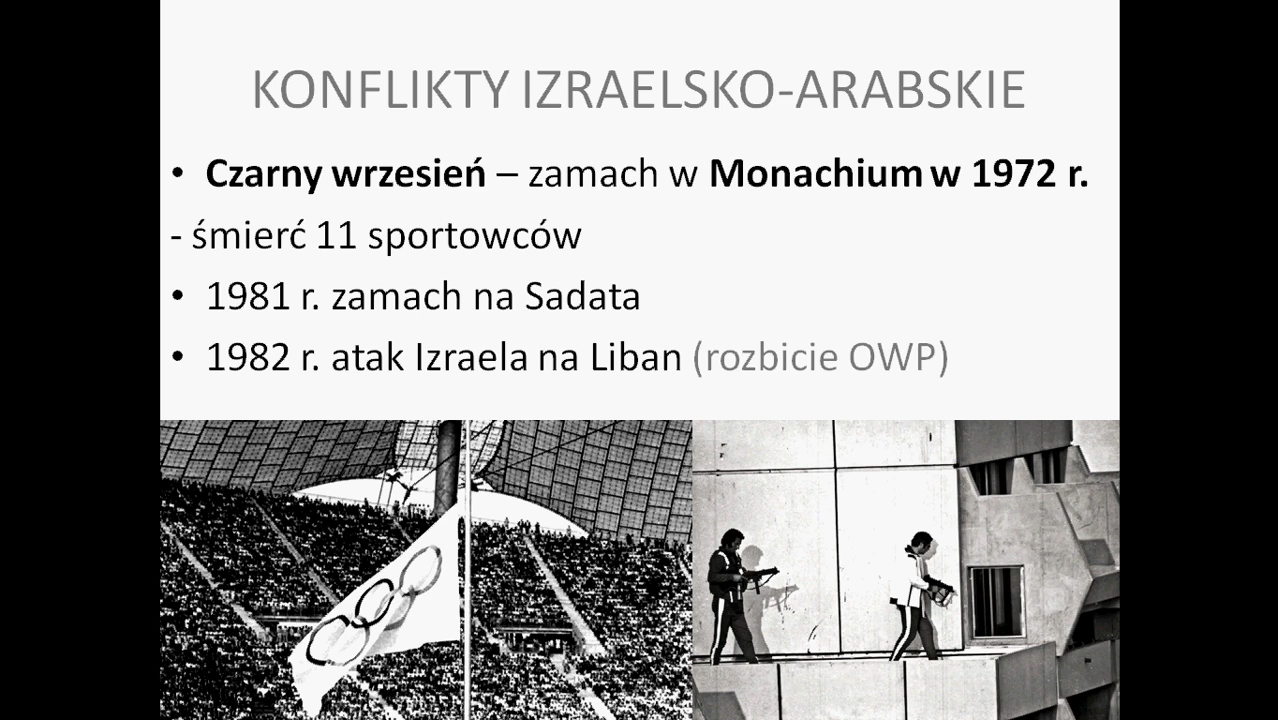 KONFLIKTY IZRAELSKO-ARABSKIE
• Czarny wrzesień – zamach w Monachium w 1972 r.
- śmierć 11 sportowców
• 1981 r. zamach na Sadata
• 1982 r. atak Izraela na Liban (rozbicie OWP)